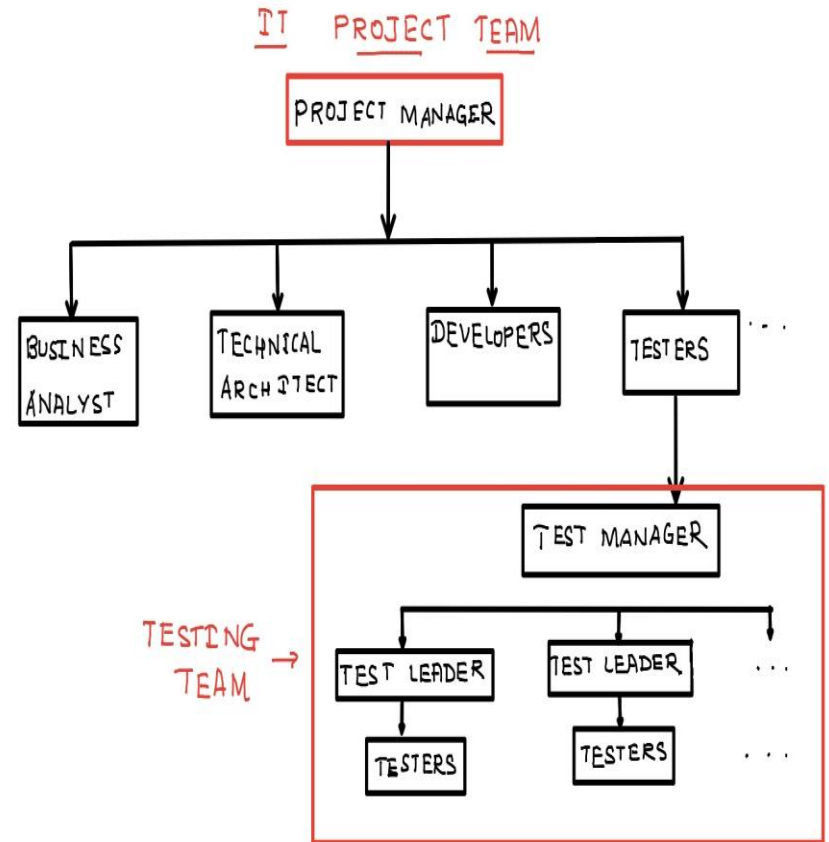 IT PROJECT TEAM
PROJECT MANAGER
BUSINESS
ANALYST
TECHNICAL
ARCHITECT
DEVELOPERS
TESTERS
...
TEST MANAGER
TESTING
TEAM
TEST LEADER
TEST LEADER
...
TESTERS
TESTERS
...